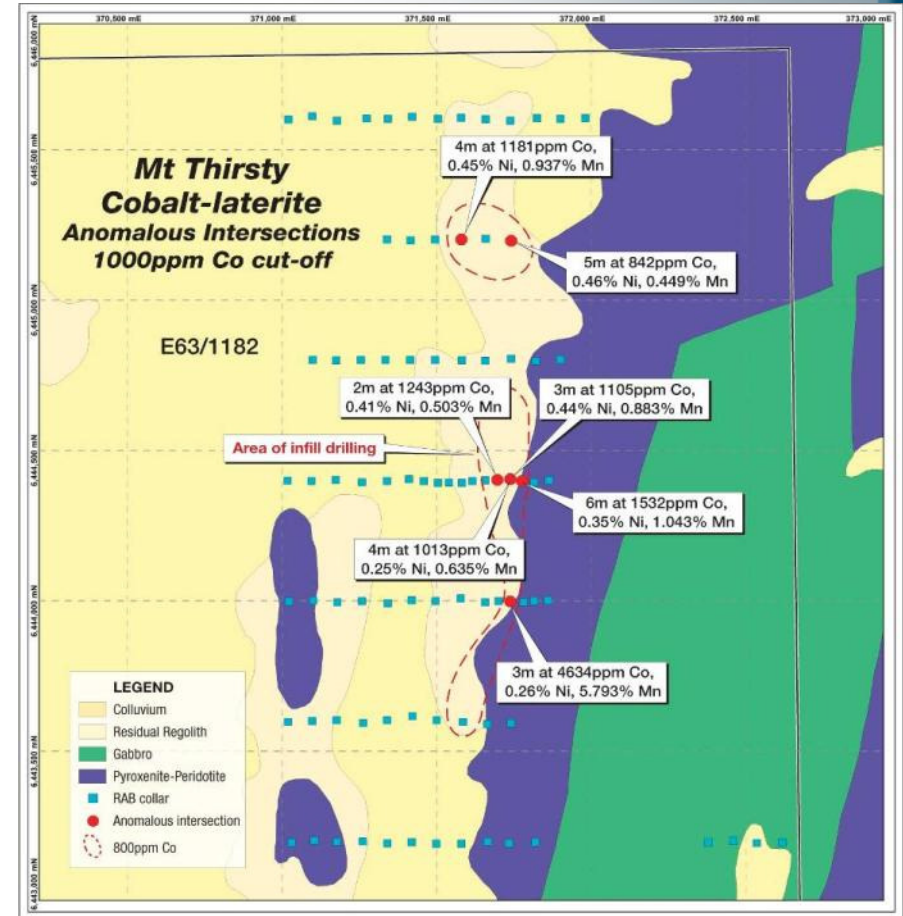 370,500 mN
371,000 mN
371,500 mN
372,000 mN
372,500 mN
373,000 mN
6,446,000 mN
6,445,500 mN
6,445,000 mN
6,444,500 mN
6,444,000 mN
6,443,500 mN
6,443,000 mN
Mt Thirsty
Cobalt-laterite
Anomalous Intersections
1000ppm Co cut-off
E63/1182
4m at 1181ppm Co,
0.45% Ni, 0.937% Mn
5m at 842ppm Co,
0.46% Ni, 0.449% Mn
2m at 1243ppm Co,
0.41% Ni, 0.503% Mn
3m at 1105ppm Co,
0.44% Ni, 0.883% Mn
Area of infill drilling
6m at 1532ppm Co,
0.35% Ni, 1.043% Mn
4m at 1013ppm Co,
0.25% Ni, 0.635% Mn
3m at 4634ppm Co,
0.26% Ni, 5.793% Mn
LEGEND
Colluvium
Residual Regolith
Gabbro
Pyroxenite-Peridotite
RAB collar
Anomalous intersection
800ppm Co